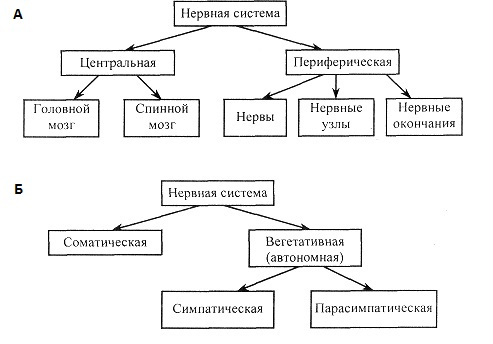 А
Нервная система
Центральная
Периферическая
Головной
мозг
Спинной
мозг
Нервы
Нервные
узлы
Нервные
окончания
Б
Нервная система
Соматическая
Вегетативная
(автономная)
Симпатическая
Парасимпатическая